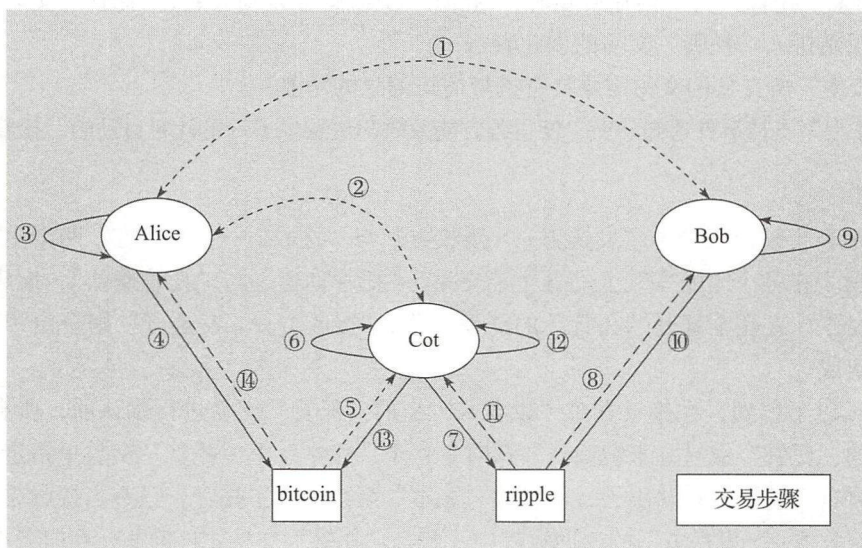 ①
②
③
Alice
Bob
⑨
④
⑥
Cot
⑫
⑩
⑭
⑤
⑬
⑦
⑪
⑧
bitcoin
ripple
交易步骤